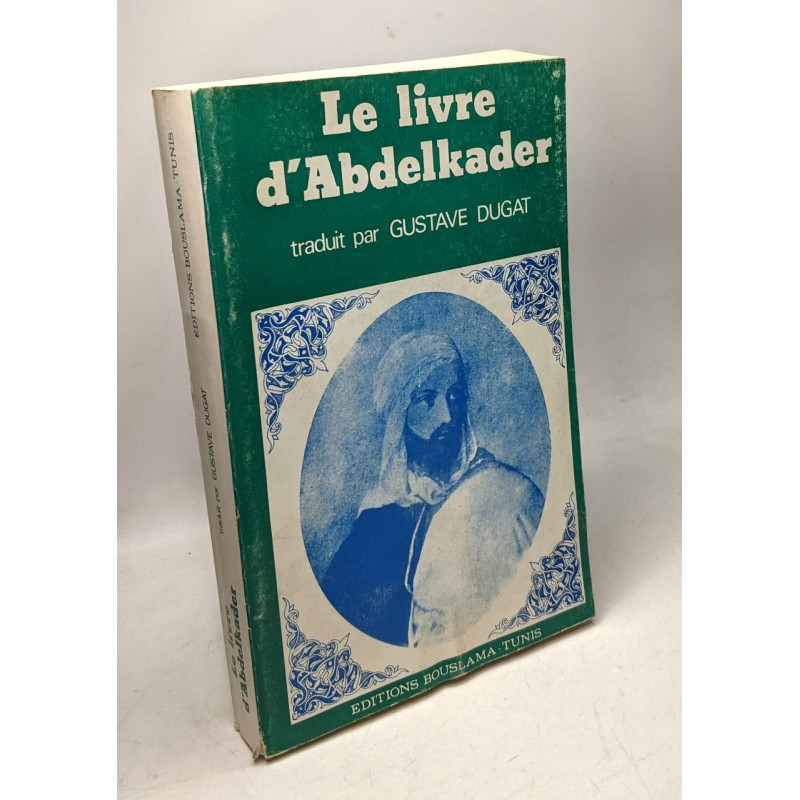 Le livre
d'Abdelkader
traduit par GUSTAVE DUGAT
EDITIONS BOUSLAMA-TUNIS
EDITIONS BOUSLAMA TUNIS
traduit par GUSTAVE DUGAT
Le livre
d'Abdelkader